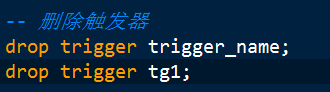 -- 删除触发器
drop trigger trigger_name;
drop trigger tg1;